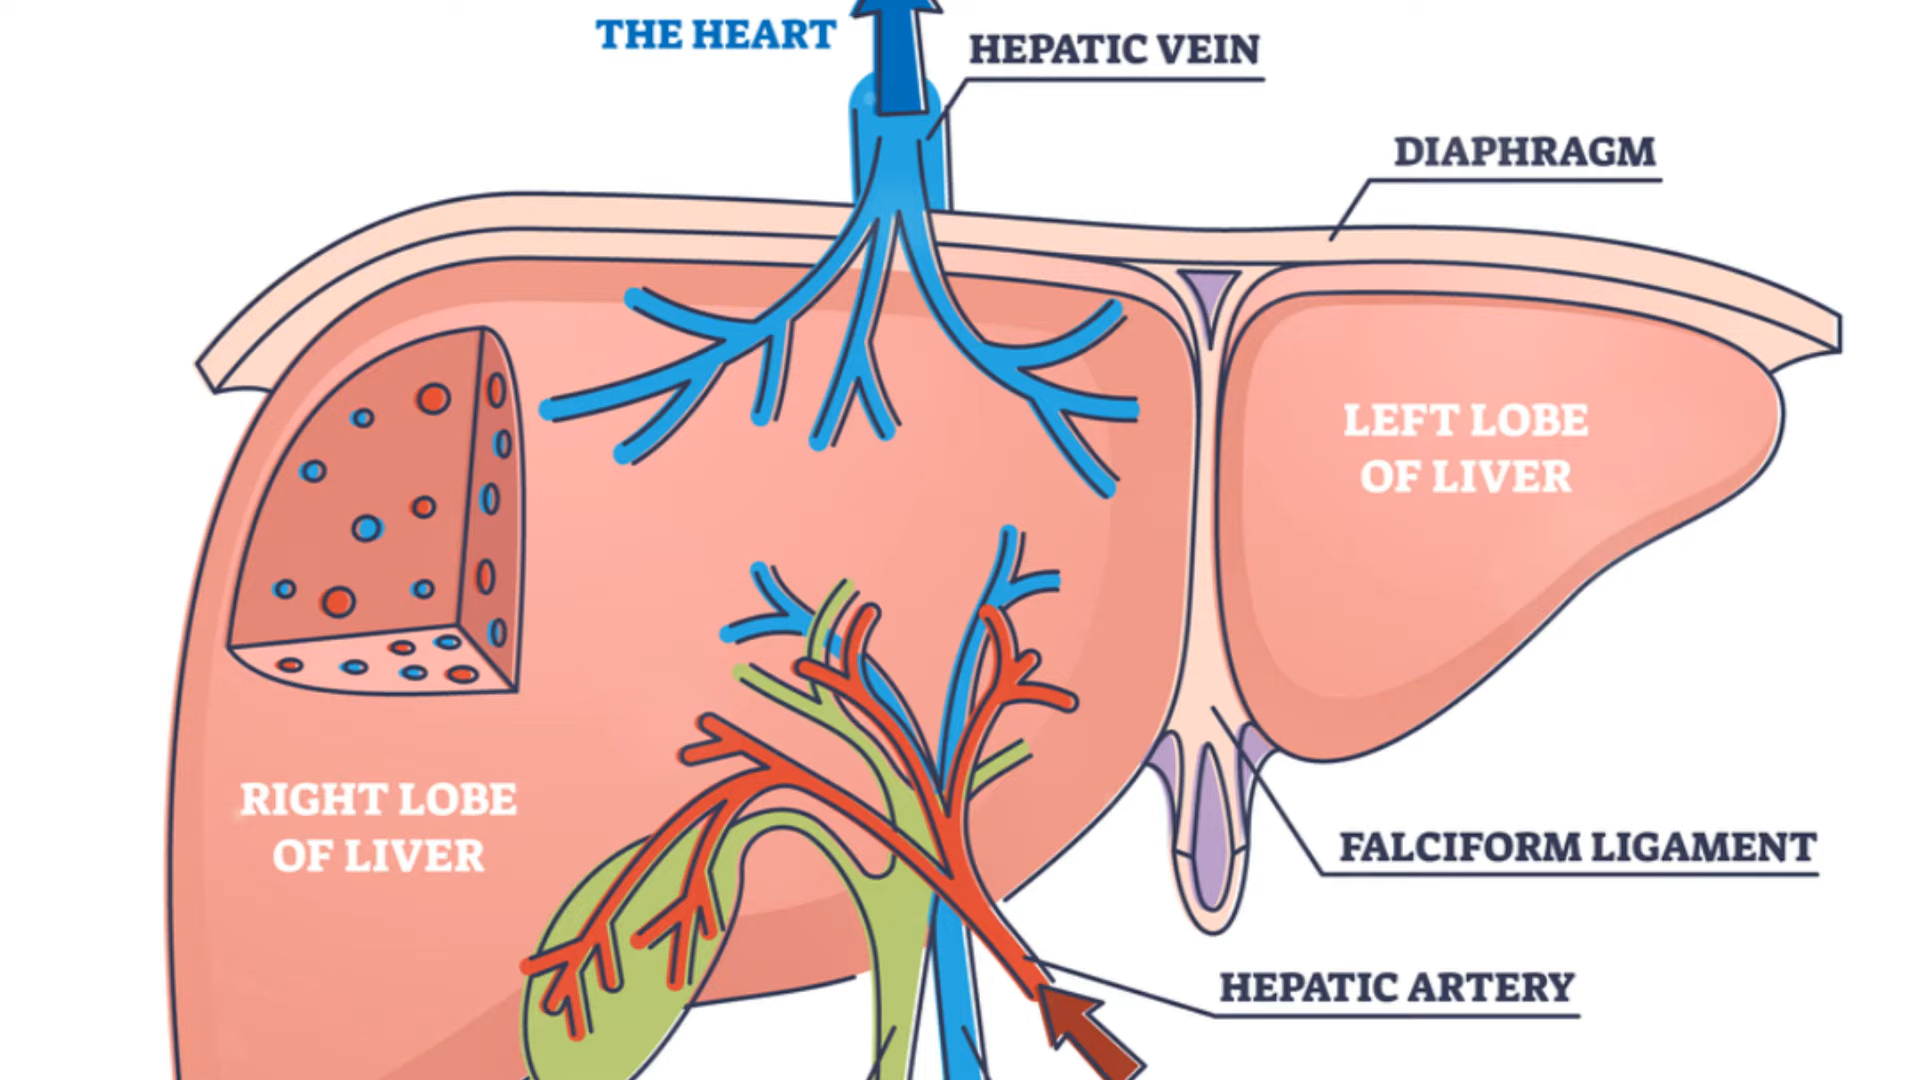 THE HEART
HEPATIC VEIN
DIAPHRAGM
LEFT LOBE
OF LIVER
RIGHT LOBE
OF LIVER
FALCIFORM LIGAMENT
HEPATIC ARTERY